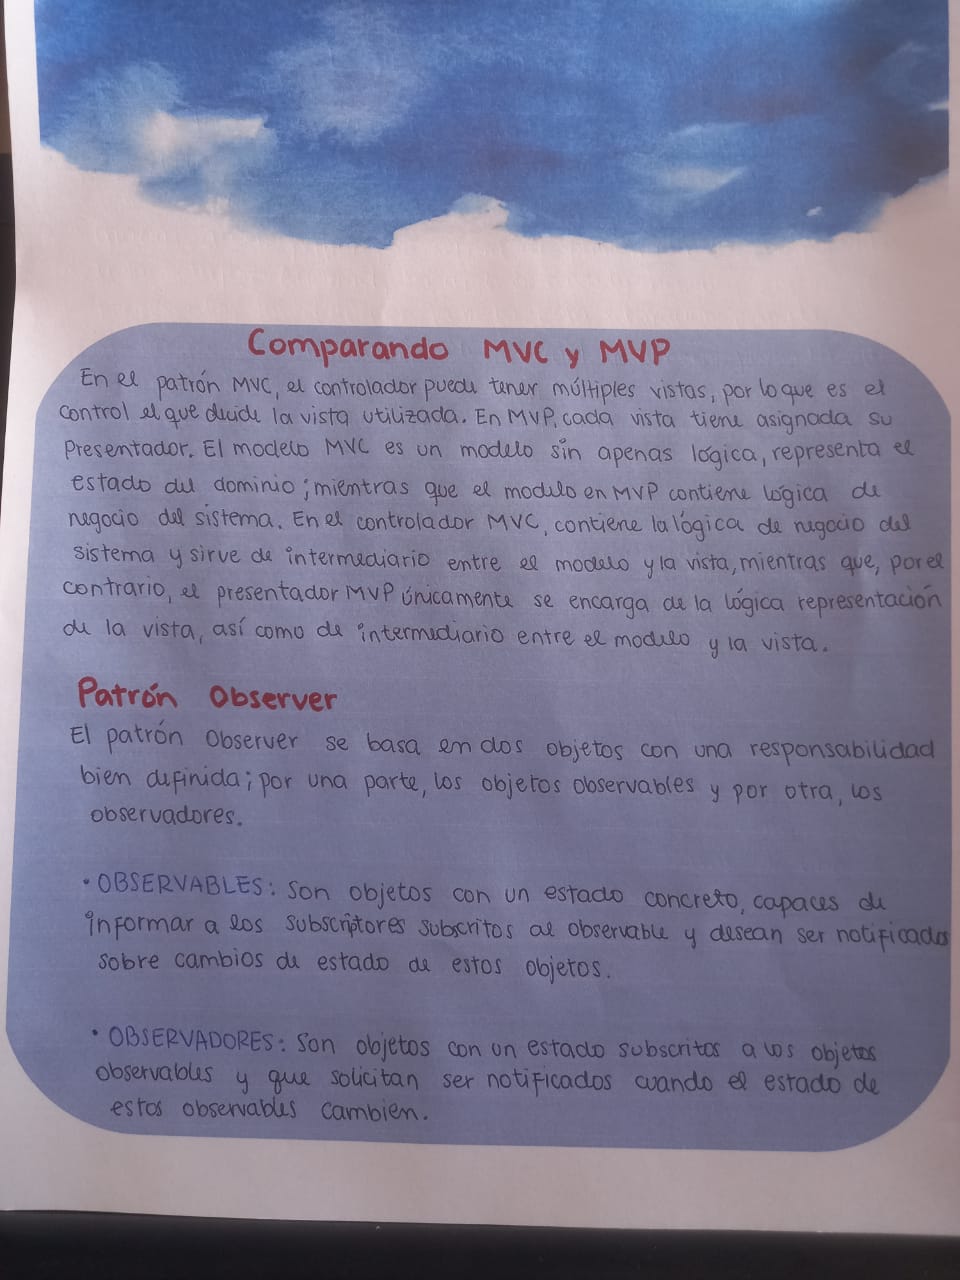 Comparando MVC y MVP
En el patrón MVC, el controlador puede tener múltiples vistas, por lo que es el
control el que decide la vista utilizada. En MVP, cada vista tiene asignada su
Presentador. El modelo MVC es un modelo sin apenas lógica, representa el
estado del dominio; mientras que el modulo en MVP contiene lógica de
negocio del sistema. En el controlador MVC, contiene la lógica de negocio del
sistema y sirve de intermediario entre el modelo y la vista, mientras que, por el
contrario, el presentador MVP únicamente se encarga de la lógica representación
de la vista, así como de intermediario entre el modelo y la vista.
Patrón Observer
El patrón Observer se basa en dos objetos con una responsabilidad
bien definida; por una parte, los objetos observables y por otra, los
observadores.
• OBSERVABLES: Son objetos con un estado concreto, capaces de
informar a los subscriptores subscritos al observable y desean ser notificados
sobre cambios de estado de estos objetos.
• OBSERVADORES: Son objetos con un estado subscritos a los objetos
observables y que solicitan ser notificados cuando el estado de
estos observables cambien.